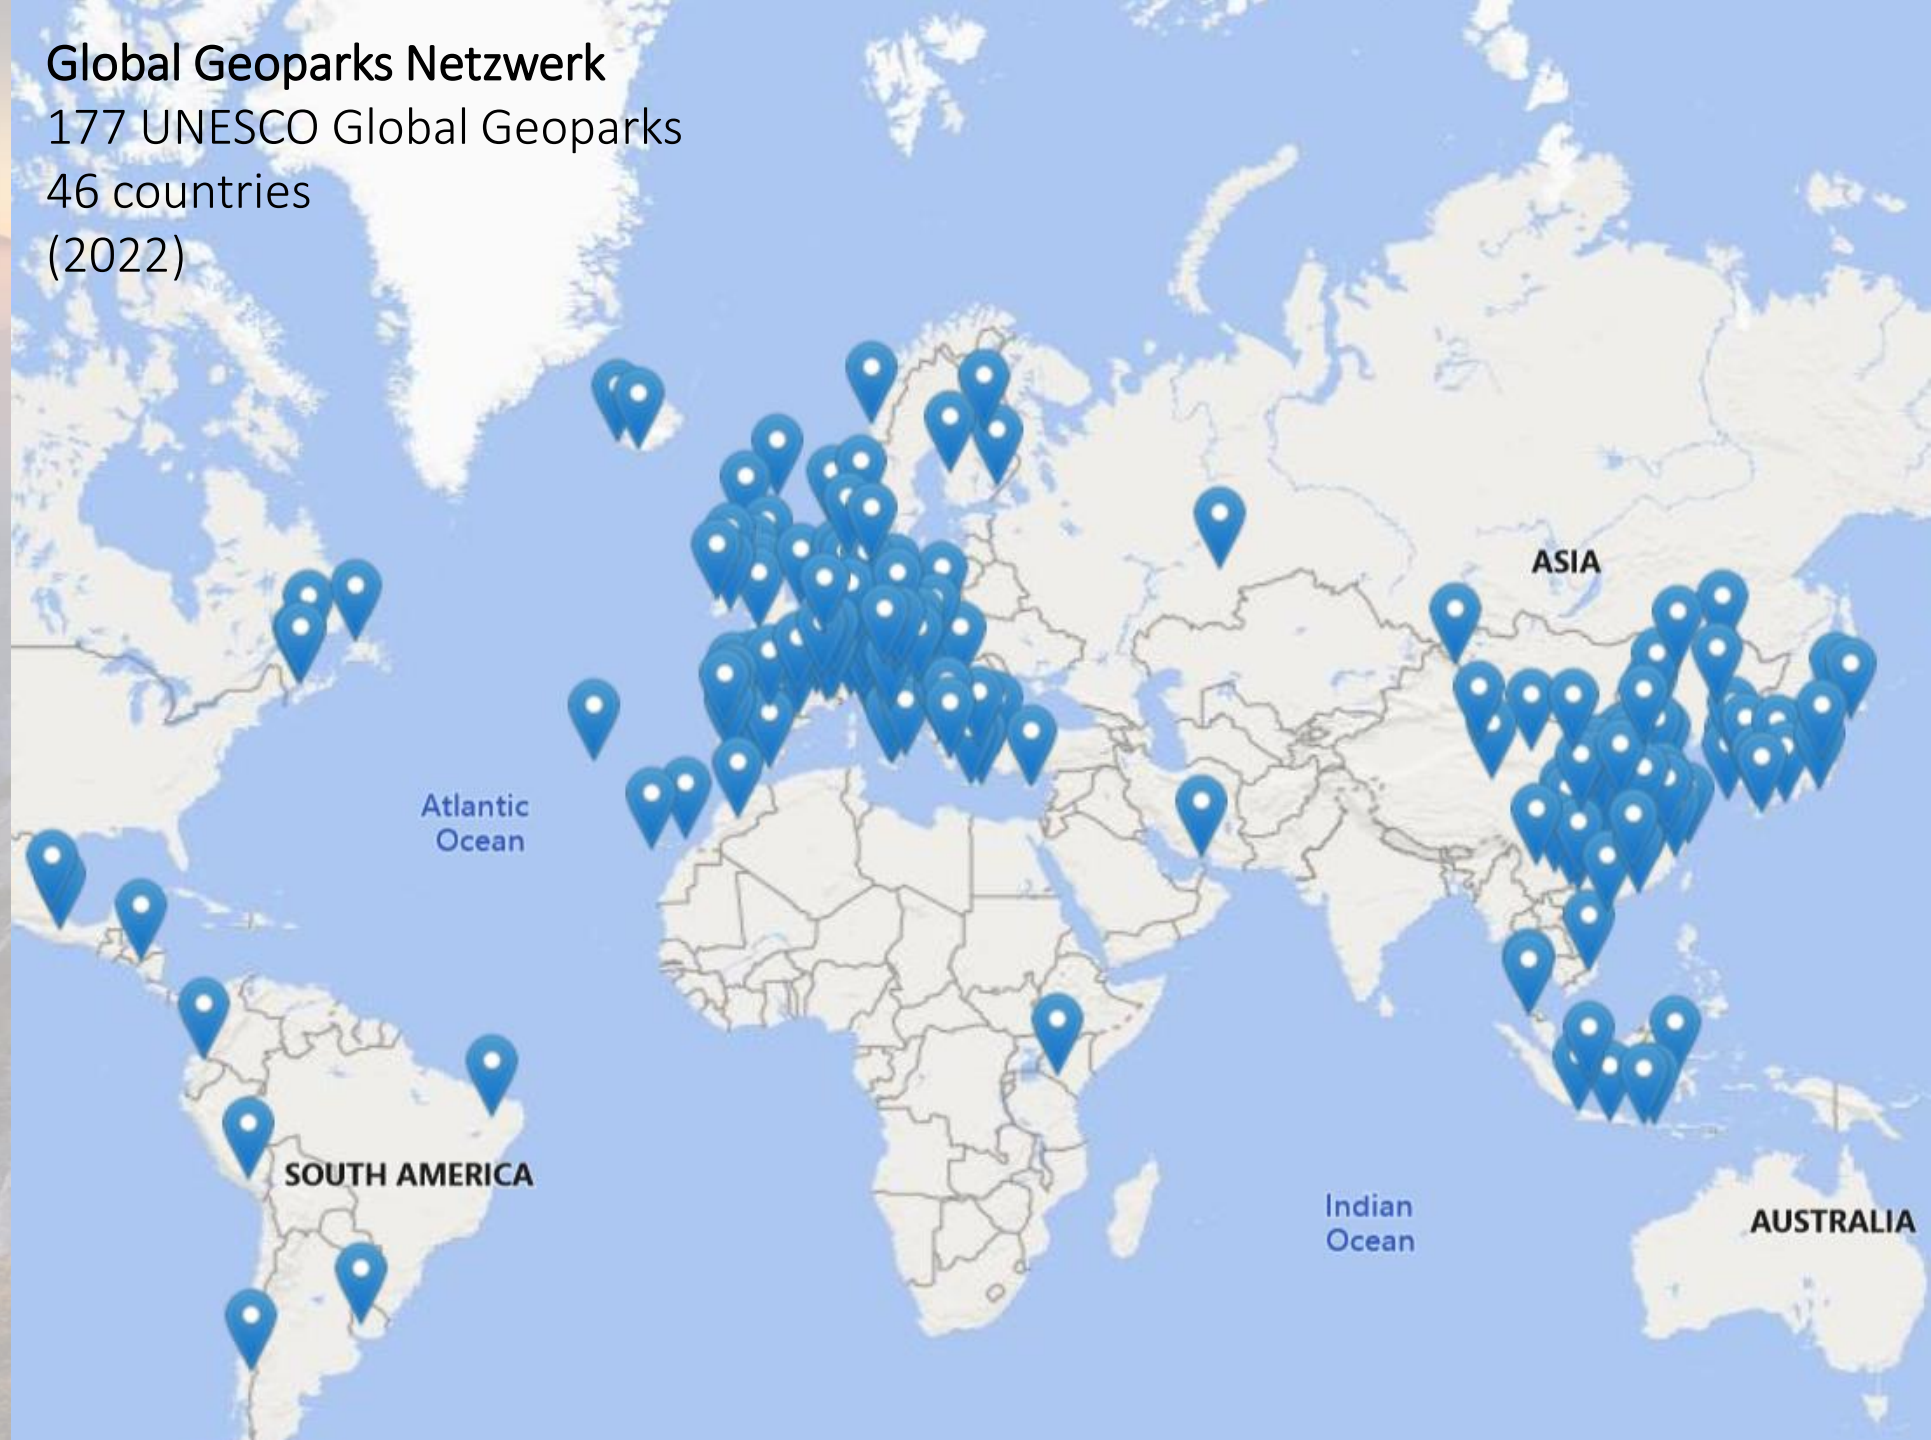 Global Geoparks Netzwerk
177 UNESCO Global Geoparks
46 countries
(2022)
ASIA
Atlantic
Ocean
SOUTH AMERICA
Indian
Ocean
AUSTRALIA